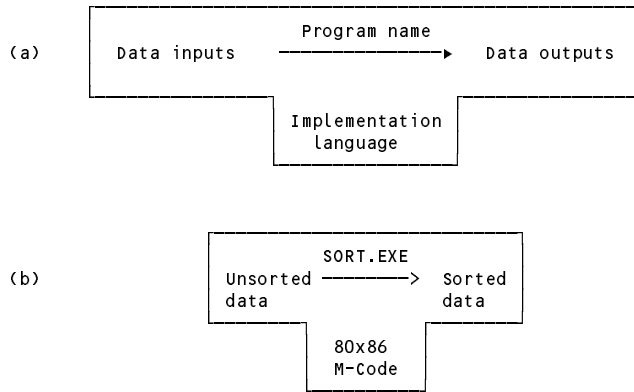 Program name
(a) Data inputs Data outputs
Implementation
language
SORT.EXE
(b) Unsorted Sorted
data data
80x86
M-Code